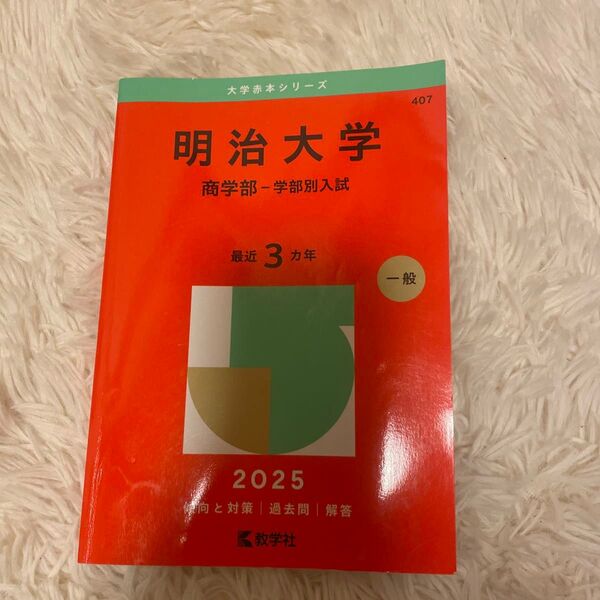 大学赤本シリーズ
407
明治大学
商学部-学部別入試
最近3カ年
一般
2025
傾向と対策|過去問|解答
教学社